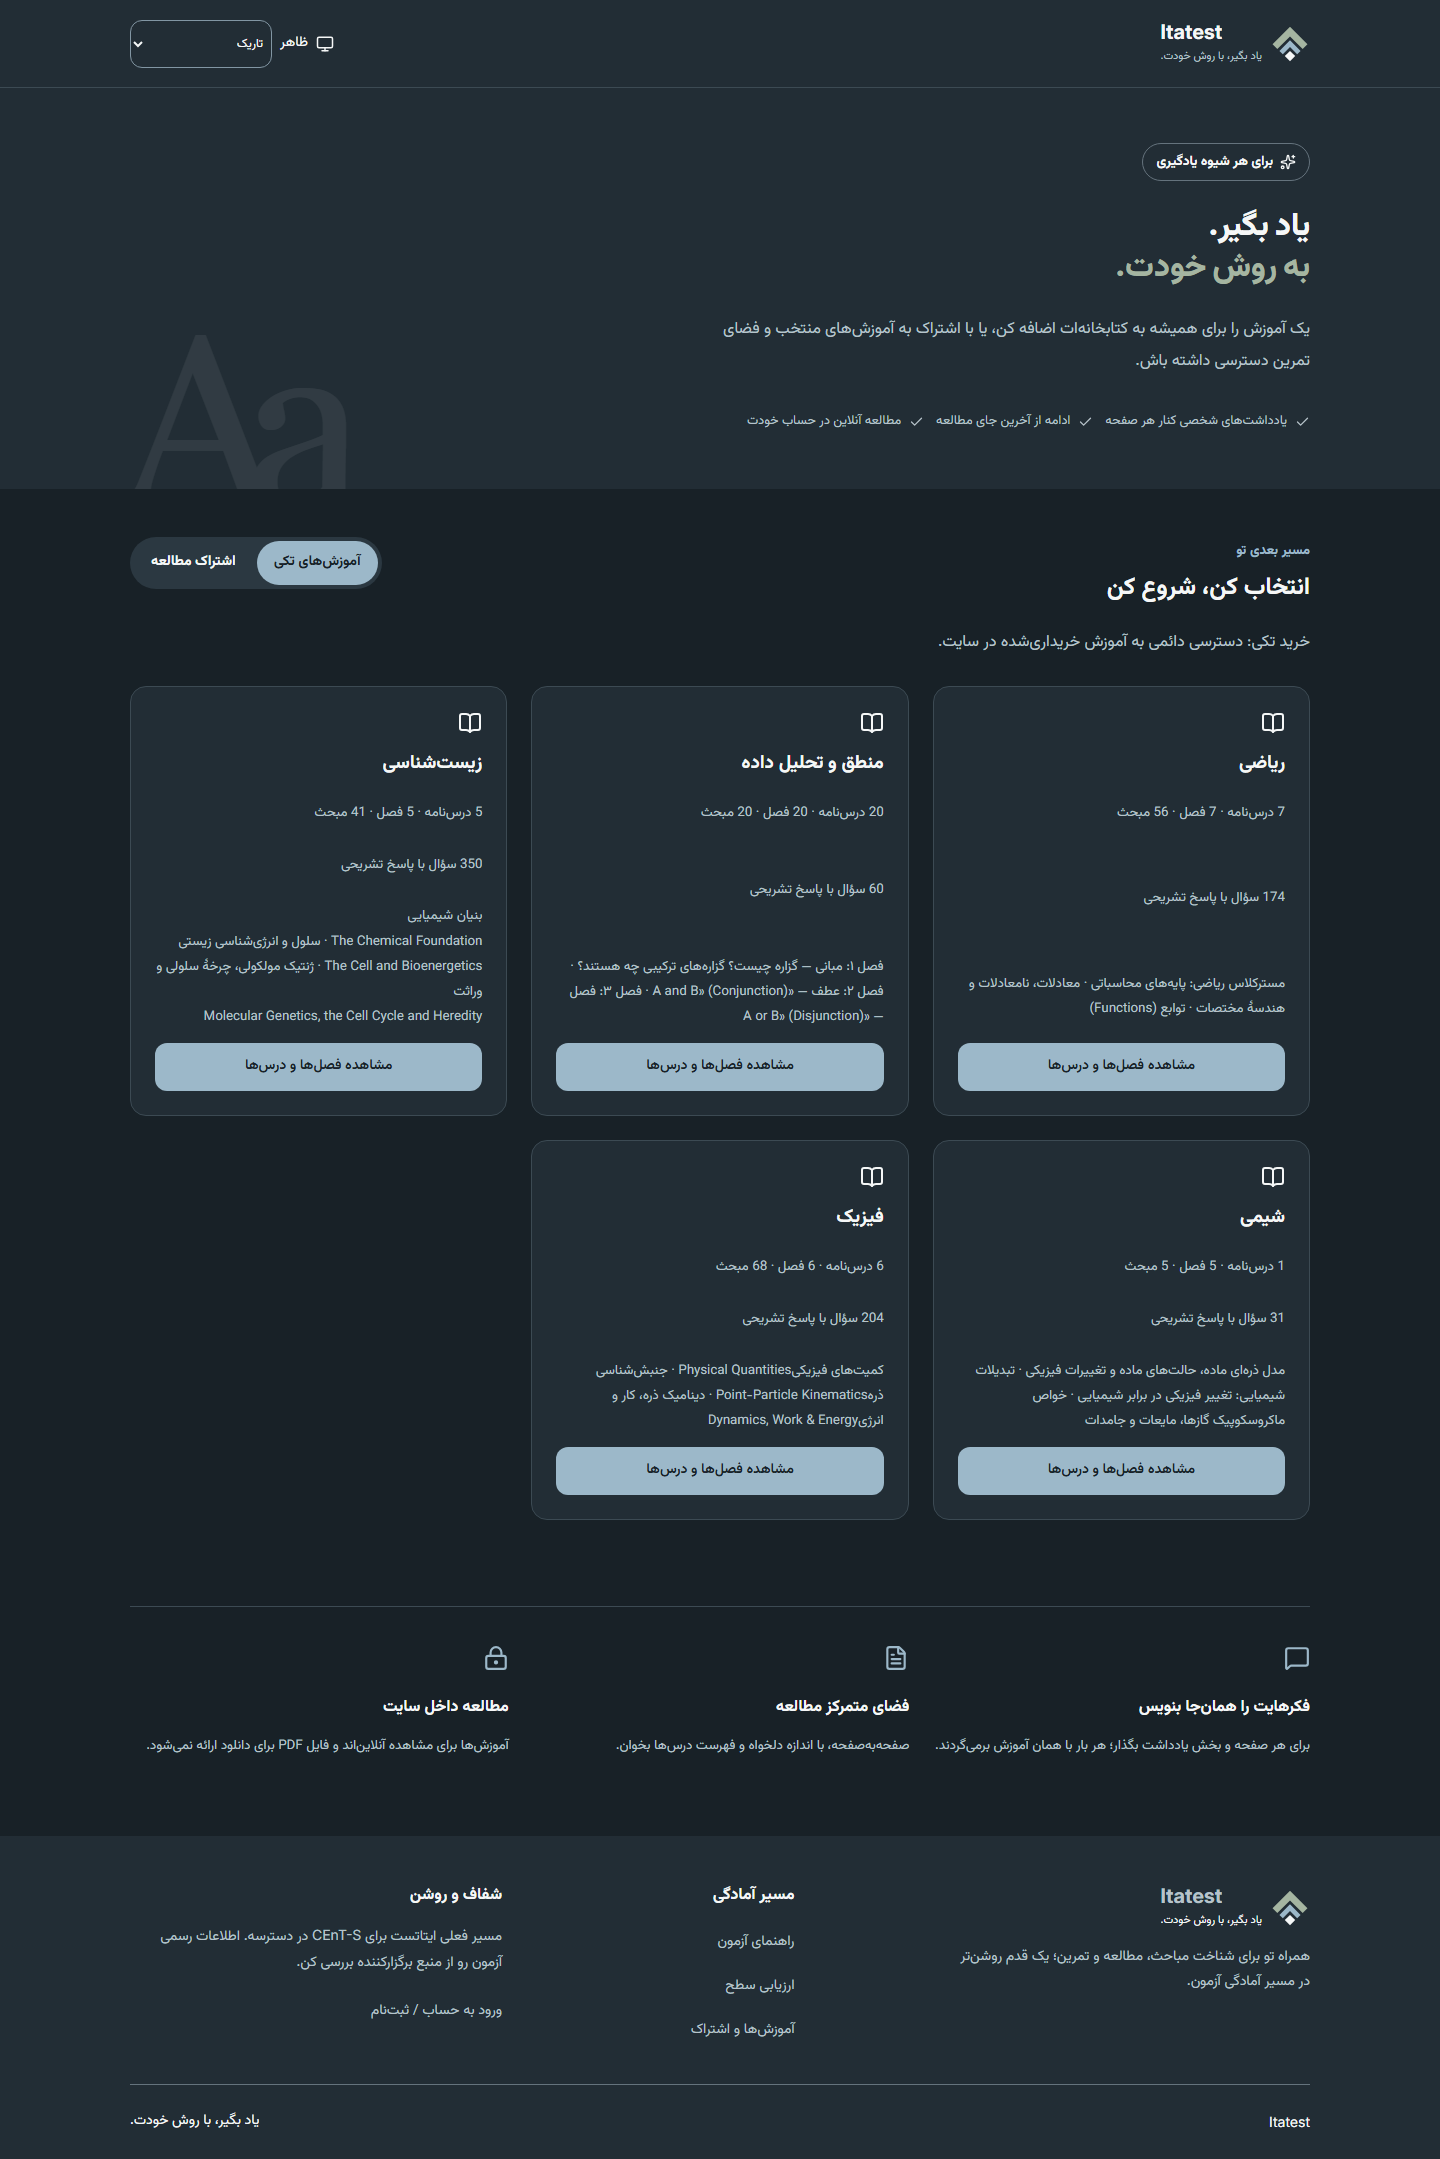 Itatest
یاد بگیر، با روش خودت.
ظاهر
تاریک
برای هر شیوه یادگیری
یاد بگیر.
به روش خودت.
یک آموزش را برای همیشه به کتابخانه‌ات اضافه کن، یا با اشتراک به آموزش‌های منتخب و فضای
تمرین دسترسی داشته باش.
یادداشت‌های شخصی کنار هر صفحه
ادامه از آخرین جای مطالعه
مطالعه آنلاین در حساب خودت
Aa
مسیر بعدی تو
انتخاب کن، شروع کن
آموزش‌های تکی
اشتراک مطالعه
خرید تکی: دسترسی دائمی به آموزش خریداری‌شده در سایت.
ریاضی
7 درس‌نامه · 7 فصل · 56 مبحث
174 سؤال با پاسخ تشریحی
مسترکلاس ریاضی: پایه‌های محاسباتی · معادلات، نامعادلات و
هندسهٔ مختصات · توابع (Functions)
مشاهده فصل‌ها و درس‌ها
منطق و تحلیل داده
20 درس‌نامه · 20 فصل · 20 مبحث
60 سؤال با پاسخ تشریحی
فصل ۱: مبانی — گزاره چیست؟ گزاره‌های ترکیبی چه هستند؟ ·
فصل ۲: عطف — «A and B» (Conjunction) · فصل ۳: فصل
— «A or B» (Disjunction)
مشاهده فصل‌ها و درس‌ها
زیست‌شناسی
5 درس‌نامه · 5 فصل · 41 مبحث
350 سؤال با پاسخ تشریحی
بنیان شیمیایی
The Chemical Foundation · سلول و انرژی‌شناسی زیستی
The Cell and Bioenergetics · ژنتیک مولکولی، چرخهٔ سلولی و
وراثت
Molecular Genetics, the Cell Cycle and Heredity
مشاهده فصل‌ها و درس‌ها
شیمی
1 درس‌نامه · 5 فصل · 5 مبحث
31 سؤال با پاسخ تشریحی
مدل ذره‌ای ماده، حالت‌های ماده و تغییرات فیزیکی · تبدیلات
شیمیایی: تغییر فیزیکی در برابر شیمیایی · خواص
ماکروسکوپیک گازها، مایعات و جامدات
مشاهده فصل‌ها و درس‌ها
فیزیک
6 درس‌نامه · 6 فصل · 68 مبحث
204 سؤال با پاسخ تشریحی
کمیت‌های فیزیکیPhysical Quantities · جنبش‌شناسی
ذرهPoint-Particle Kinematics · دینامیک ذره، کار و
انرژیDynamics, Work & Energy
مشاهده فصل‌ها و درس‌ها
فکرهایت را همان‌جا بنویس
برای هر صفحه و بخش یادداشت بگذار؛ هر بار با همان آموزش برمی‌گردند.
فضای متمرکز مطالعه
صفحه‌به‌صفحه، با اندازه دلخواه و فهرست درس‌ها بخوان.
مطالعه داخل سایت
آموزش‌ها برای مشاهده آنلاین‌اند و فایل PDF برای دانلود ارائه نمی‌شود.
Itatest
یاد بگیر، با روش خودت.
همراه تو برای شناخت مباحث، مطالعه و تمرین؛ یک قدم روشن‌تر
در مسیر آمادگی آزمون.
مسیر آمادگی
راهنمای آزمون
ارزیابی سطح
آموزش‌ها و اشتراک
شفاف و روشن
مسیر فعلی ایتاتست برای CEnT-S در دسترسه. اطلاعات رسمی
آزمون رو از منبع برگزارکننده بررسی کن.
ورود به حساب / ثبت‌نام
Itatest
یاد بگیر، با روش خودت.